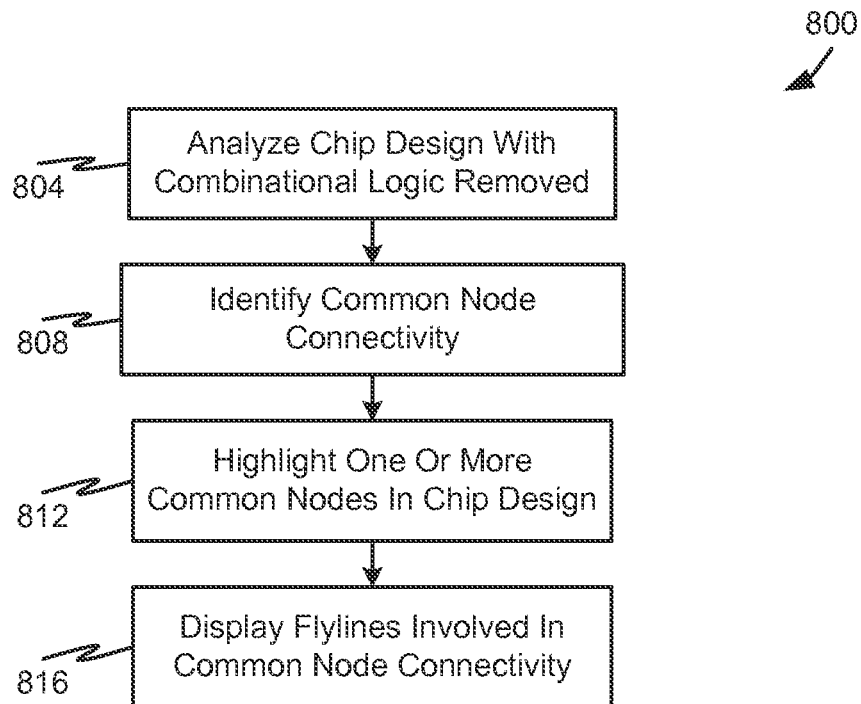 800
Analyze Chip Design With
Combinational Logic Removed
804
Identify Common Node
Connectivity
808
Highlight One Or More
Common Nodes In Chip Design
812
Display Flylines Involved In
Common Node Connectivity
816